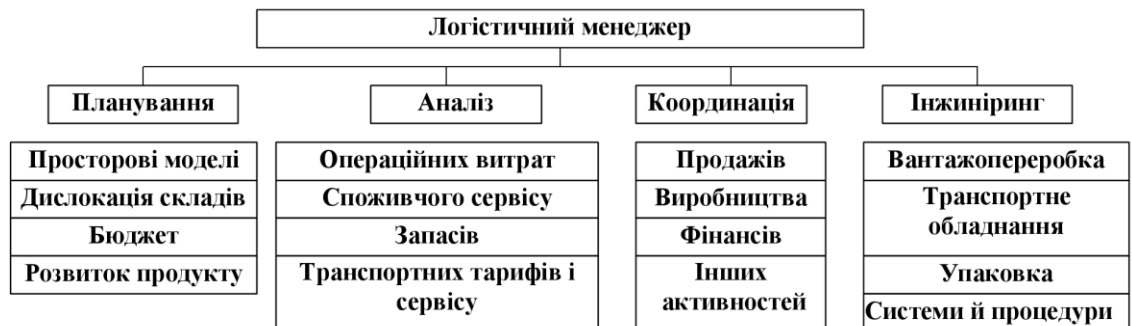 Логістичний менеджер
Планування
Аналіз
Координація
Інжиніринг
Просторові моделі
Дислокація складів
Бюджет
Розвиток продукту
Операційних витрат
Споживчого сервісу
Запасів
Транспортних тарифів і
сервісу
Продажів
Виробництва
Фінансів
Інших
активностей
Вантажопереробка
Транспортне
обладнання
Упаковка
Системи й процедури